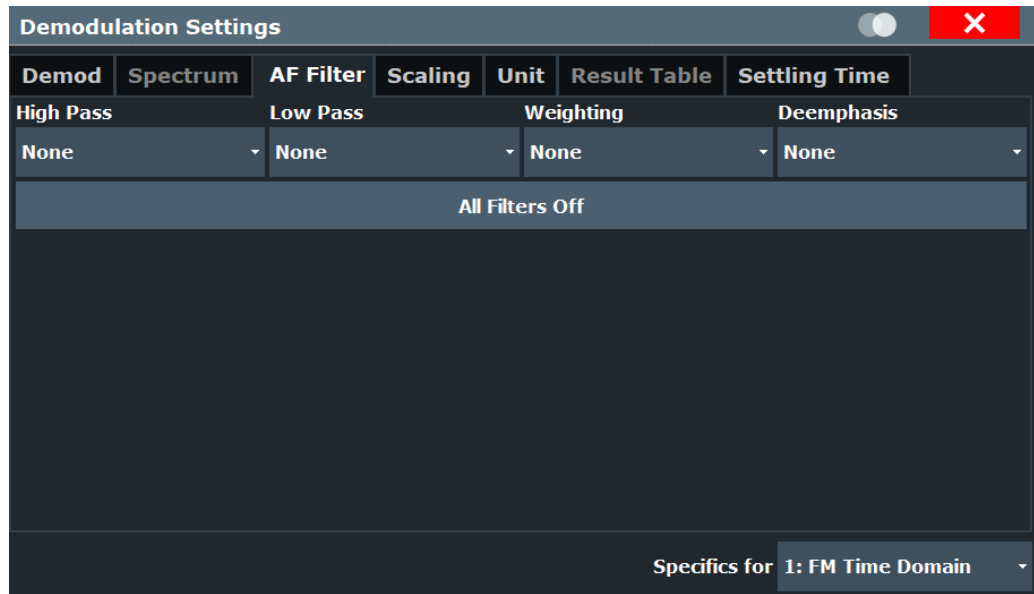 Demodulation Settings
Demod Spectrum AF Filter Scaling Unit Result Table Settling Time
High Pass Low Pass Weighting Deemphasis
None None None None
All Filters Off
Specifics for 1: FM Time Domain